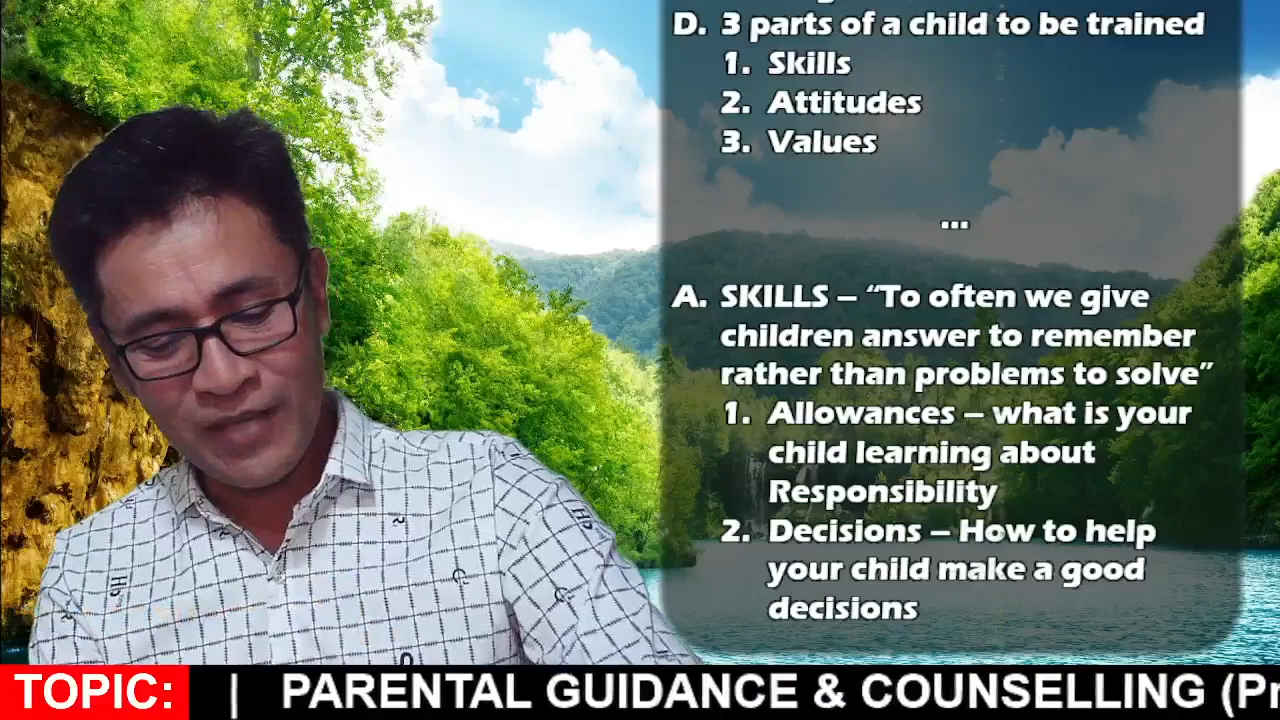 D. 3 parts of a child to be trained
1. Skills
2. Attitudes
3. Values
...
A. SKILLS – “To often we give
children answer to remember
rather than problems to solve”
1. Allowances – what is your
child learning about
Responsibility
2. Decisions – How to help
your child make a good
decisions
TOPIC: | PARENTAL GUIDANCE & COUNSELLING (Pr